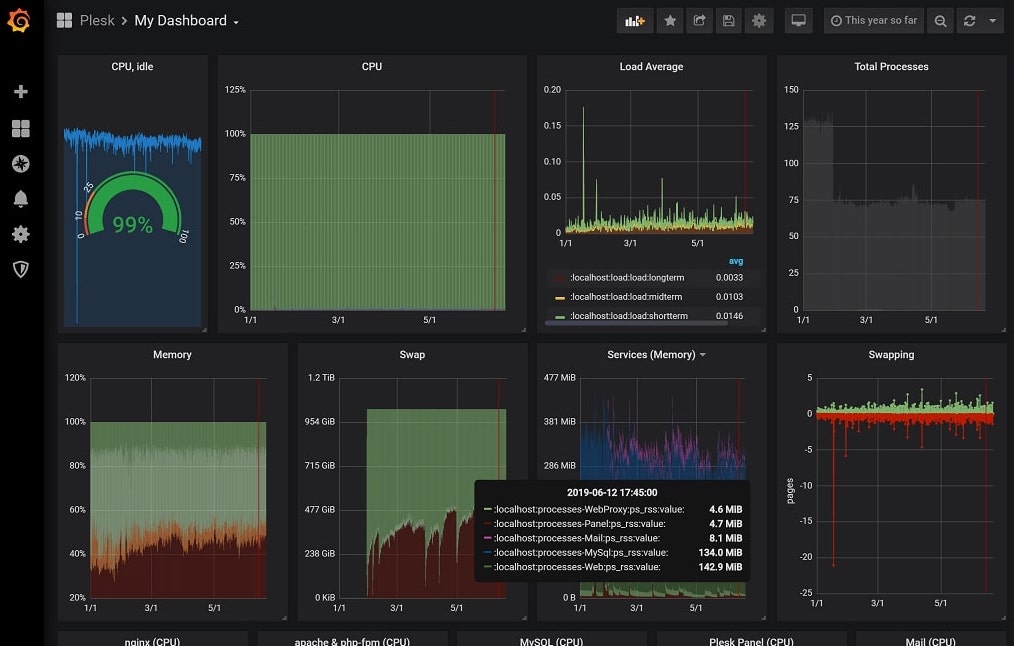 Plesk > My Dashboard
This year so far
CPU, idle
0
10
25
100
99%
CPU
125%
100%
75%
50%
25%
0%
1/1 3/1 5/1
Load Average
0.20
0.15
0.10
0.05
0
1/1 3/1 5/1
avg
:localhost:load:load:longterm 0.0033
:localhost:load:load:midterm 0.0103
:localhost:load:load:shortterm 0.0146
Total Processes
150
125
100
75
50
25
0
1/1 3/1 5/1
Memory
120%
100%
80%
60%
40%
20%
1/1 3/1 5/1
Swap
1.2 TiB
954 GiB
715 GiB
477 GiB
238 GiB
0 KiB
1/1 3/1 5/1
Services (Memory)
477 MiB
381 MiB
286 MiB
0 B
1/1 3/1 5/1
2019-06-12 17:45:00
:localhost:processes-WebProxy:ps_rss:value: 4.6 MiB
:localhost:processes-Panel:ps_rss:value: 4.7 MiB
:localhost:processes-Mail:ps_rss:value: 8.1 MiB
:localhost:processes-MySql:ps_rss:value: 134.0 MiB
:localhost:processes-Web:ps_rss:value: 142.9 MiB
Swapping
pages
5
0
-5
-10
-15
-20
-25
1/1 3/1 5/1
nginx (CPU)
apache & php-fpm (CPU)
MySQL (CPU)
Plesk Panel (CPU)
Mail (CPU)